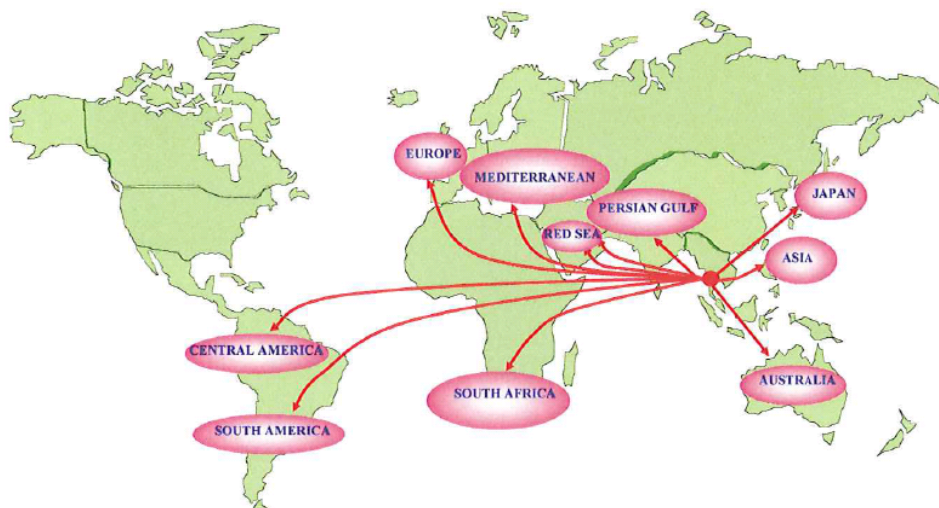 EUROPE
MEDITERRANEAN
JAPAN
PERSIAN GULF
RED SEA
ASIA
CENTRAL AMERICA
SOUTH AFRICA
AUSTRALIA
SOUTH AMERICA